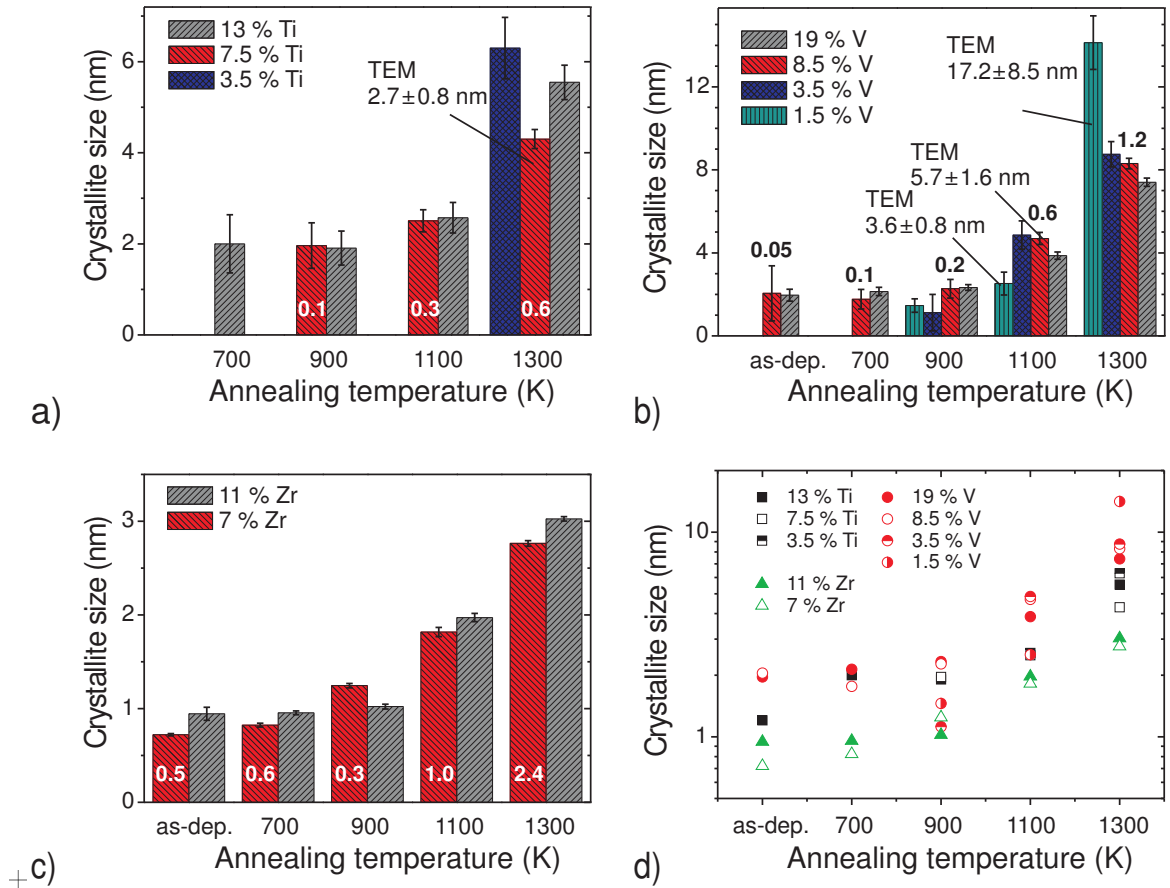 13 % Ti
7.5 % Ti
3.5 % Ti
TEM
2.7±0.8 nm
Crystallite size (nm)
6
4
2
0
0.1
0.3
0.6
700 900 1100 1300
Annealing temperature (K)
a)
19 % V
8.5 % V
3.5 % V
1.5 % V
TEM
17.2±8.5 nm
TEM
5.7±1.6 nm
TEM
3.6±0.8 nm
Crystallite size (nm)
12
8
4
0
0.05
0.1
0.2
0.6
1.2
as-dep. 700 900 1100 1300
Annealing temperature (K)
b)
11 % Zr
7 % Zr
Crystallite size (nm)
3
2
1
0
0.5
0.6
0.3
1.0
2.4
as-dep. 700 900 1100 1300
Annealing temperature (K)
+c)
13 % Ti
7.5 % Ti
3.5 % Ti
19 % V
8.5 % V
3.5 % V
1.5 % V
11 % Zr
7 % Zr
Crystallite size (nm)
10
1
as-dep. 700 900 1100 1300
Annealing temperature (K)
d)